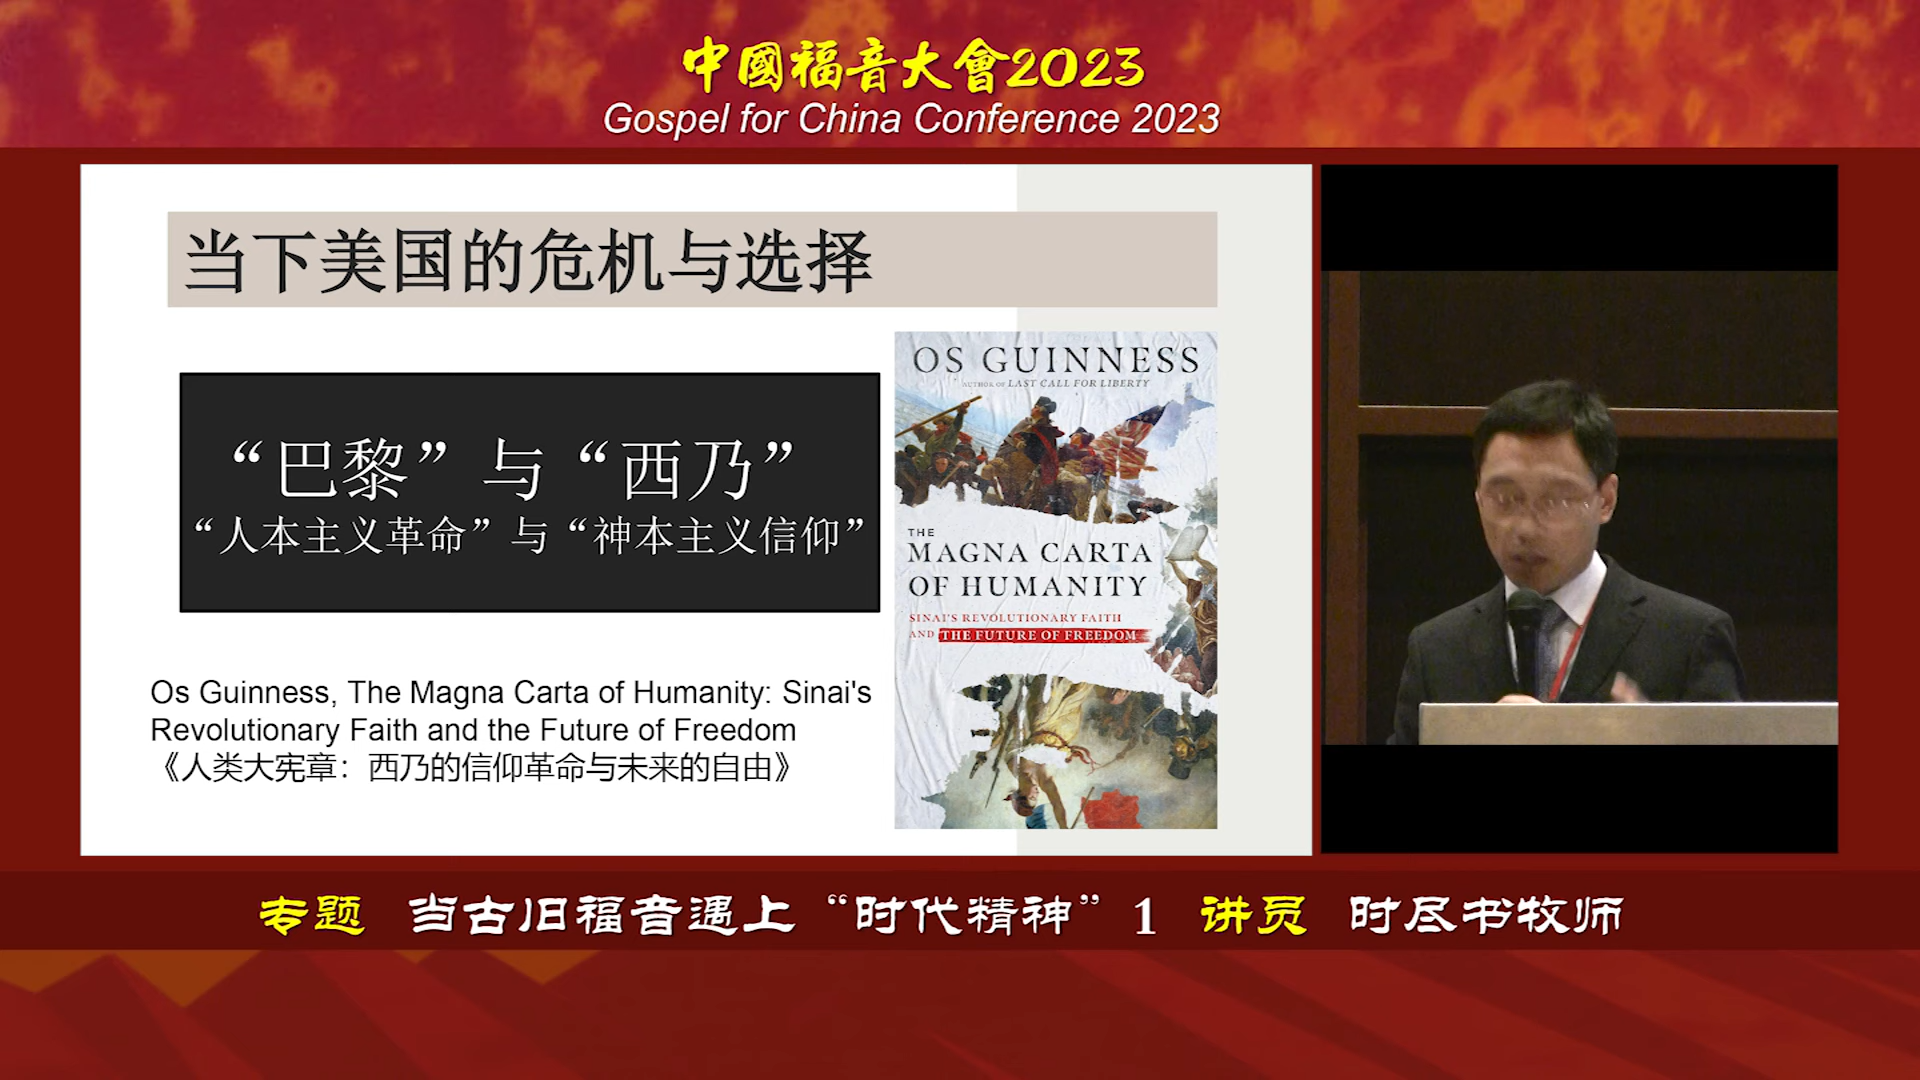 中國福音大會2023
Gospel for China Conference 2023
当下美国的危机与选择
“巴黎”与“西乃”
“人本主义革命”与“神本主义信仰”
OS GUINNESS
AUTHOR OF LAST CALL FOR LIBERTY
THE
MAGNA CARTA
OF HUMANITY
SINAI'S REVOLUTIONARY FAITH
AND THE FUTURE OF FREEDOM
Os Guinness, The Magna Carta of Humanity: Sinai's
Revolutionary Faith and the Future of Freedom
《人类大宪章：西乃的信仰革命与未来的自由》
专题 当古旧福音遇上“时代精神”1 讲员 时尽书牧师